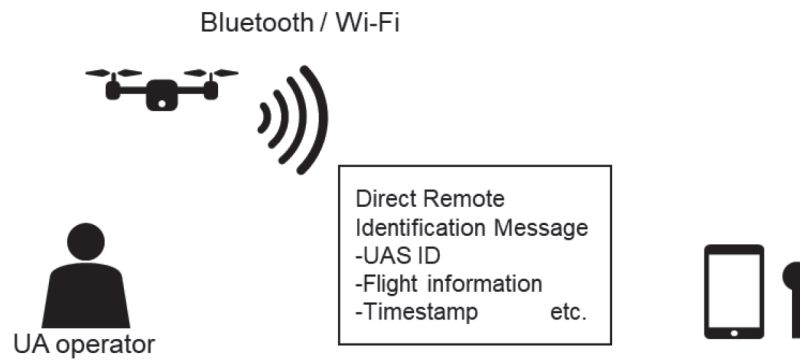 Bluetooth / Wi-Fi
Direct Remote
Identification Message
-UAS ID
-Flight information
-Timestamp etc.
UA operator